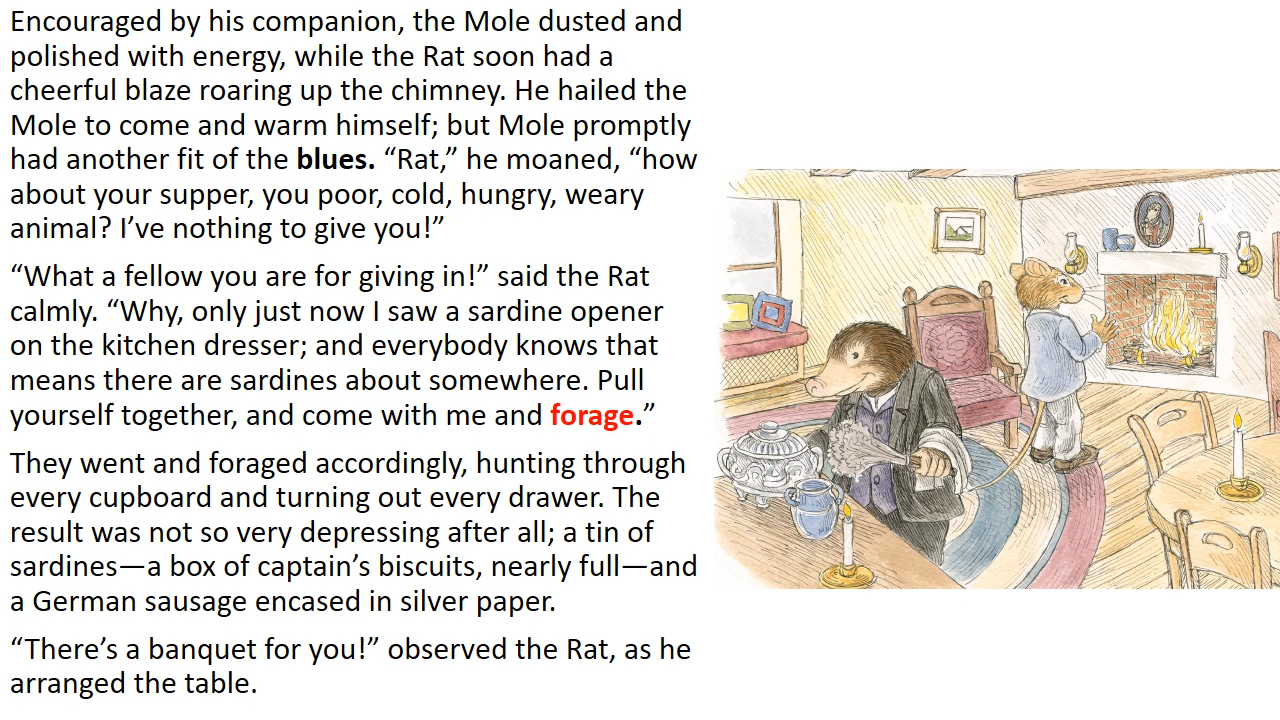 Encouraged by his companion, the Mole dusted and
polished with energy, while the Rat soon had a
cheerful blaze roaring up the chimney. He hailed the
Mole to come and warm himself; but Mole promptly
had another fit of the blues. “Rat,” he moaned, “how
about your supper, you poor, cold, hungry, weary
animal? I’ve nothing to give you!”
“What a fellow you are for giving in!” said the Rat
calmly. “Why, only just now I saw a sardine opener
on the kitchen dresser; and everybody knows that
means there are sardines about somewhere. Pull
yourself together, and come with me and forage.”
They went and foraged accordingly, hunting through
every cupboard and turning out every drawer. The
result was not so very depressing after all; a tin of
sardines—a box of captain’s biscuits, nearly full—and
a German sausage encased in silver paper.
“There’s a banquet for you!” observed the Rat, as he
arranged the table.